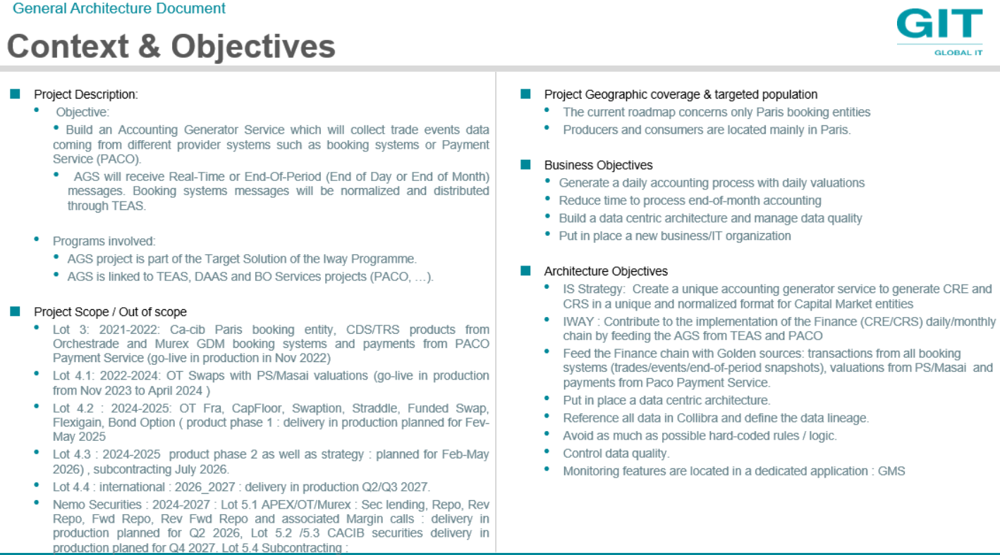 General Architecture Document
Context & Objectives
GIT
GLOBAL IT
Project Description:
Objective:
Build an Accounting Generator Service which will collect trade events data
coming from different provider systems such as booking systems or Payment
Service (PACO).
AGS will receive Real-Time or End-Of-Period (End of Day or End of Month)
messages. Booking systems messages will be normalized and distributed
through TEAS.
Programs involved:
AGS project is part of the Target Solution of the Iway Programme.
AGS is linked to TEAS, DAAS and BO Services projects (PACO, …).
Project Scope / Out of scope
Lot 3: 2021-2022: Ca-cib Paris booking entity, CDS/TRS products from
Orchestrade and Murex GDM booking systems and payments from PACO
Payment Service (go-live in production in Nov 2022)
Lot 4.1: 2022-2024: OT Swaps with PS/Masai valuations (go-live in production
from Nov 2023 to April 2024 )
Lot 4.2 : 2024-2025: OT Fra, CapFloor, Swaption, Straddle, Funded Swap,
Flexigain, Bond Option ( product phase 1 : delivery in production planned for Fev-
May 2025
Lot 4.3 : 2024-2025 product phase 2 as well as strategy : planned for Feb-May
2026) , subcontracting July 2026.
Lot 4.4 : international : 2026_2027 : delivery in production Q2/Q3 2027.
Nemo Securities : 2024-2027 : Lot 5.1 APEX/OT/Murex : Sec lending, Repo, Rev
Repo, Fwd Repo, Rev Fwd Repo and associated Margin calls : delivery in
production planned for Q2 2026, Lot 5.2 /5.3 CACIB securities delivery in
production planed for Q4 2027. Lot 5.4 Subcontracting :
Project Geographic coverage & targeted population
The current roadmap concerns only Paris booking entities
Producers and consumers are located mainly in Paris.
Business Objectives
Generate a daily accounting process with daily valuations
Reduce time to process end-of-month accounting
Build a data centric architecture and manage data quality
Put in place a new business/IT organization
Architecture Objectives
IS Strategy: Create a unique accounting generator service to generate CRE and
CRS in a unique and normalized format for Capital Market entities
IWAY : Contribute to the implementation of the Finance (CRE/CRS) daily/monthly
chain by feeding the AGS from TEAS and PACO
Feed the Finance chain with Golden sources: transactions from all booking
systems (trades/events/end-of-period snapshots), valuations from PS/Masai and
payments from Paco Payment Service.
Put in place a data centric architecture.
Reference all data in Collibra and define the data lineage.
Avoid as much as possible hard-coded rules / logic.
Control data quality.
Monitoring features are located in a dedicated application : GMS